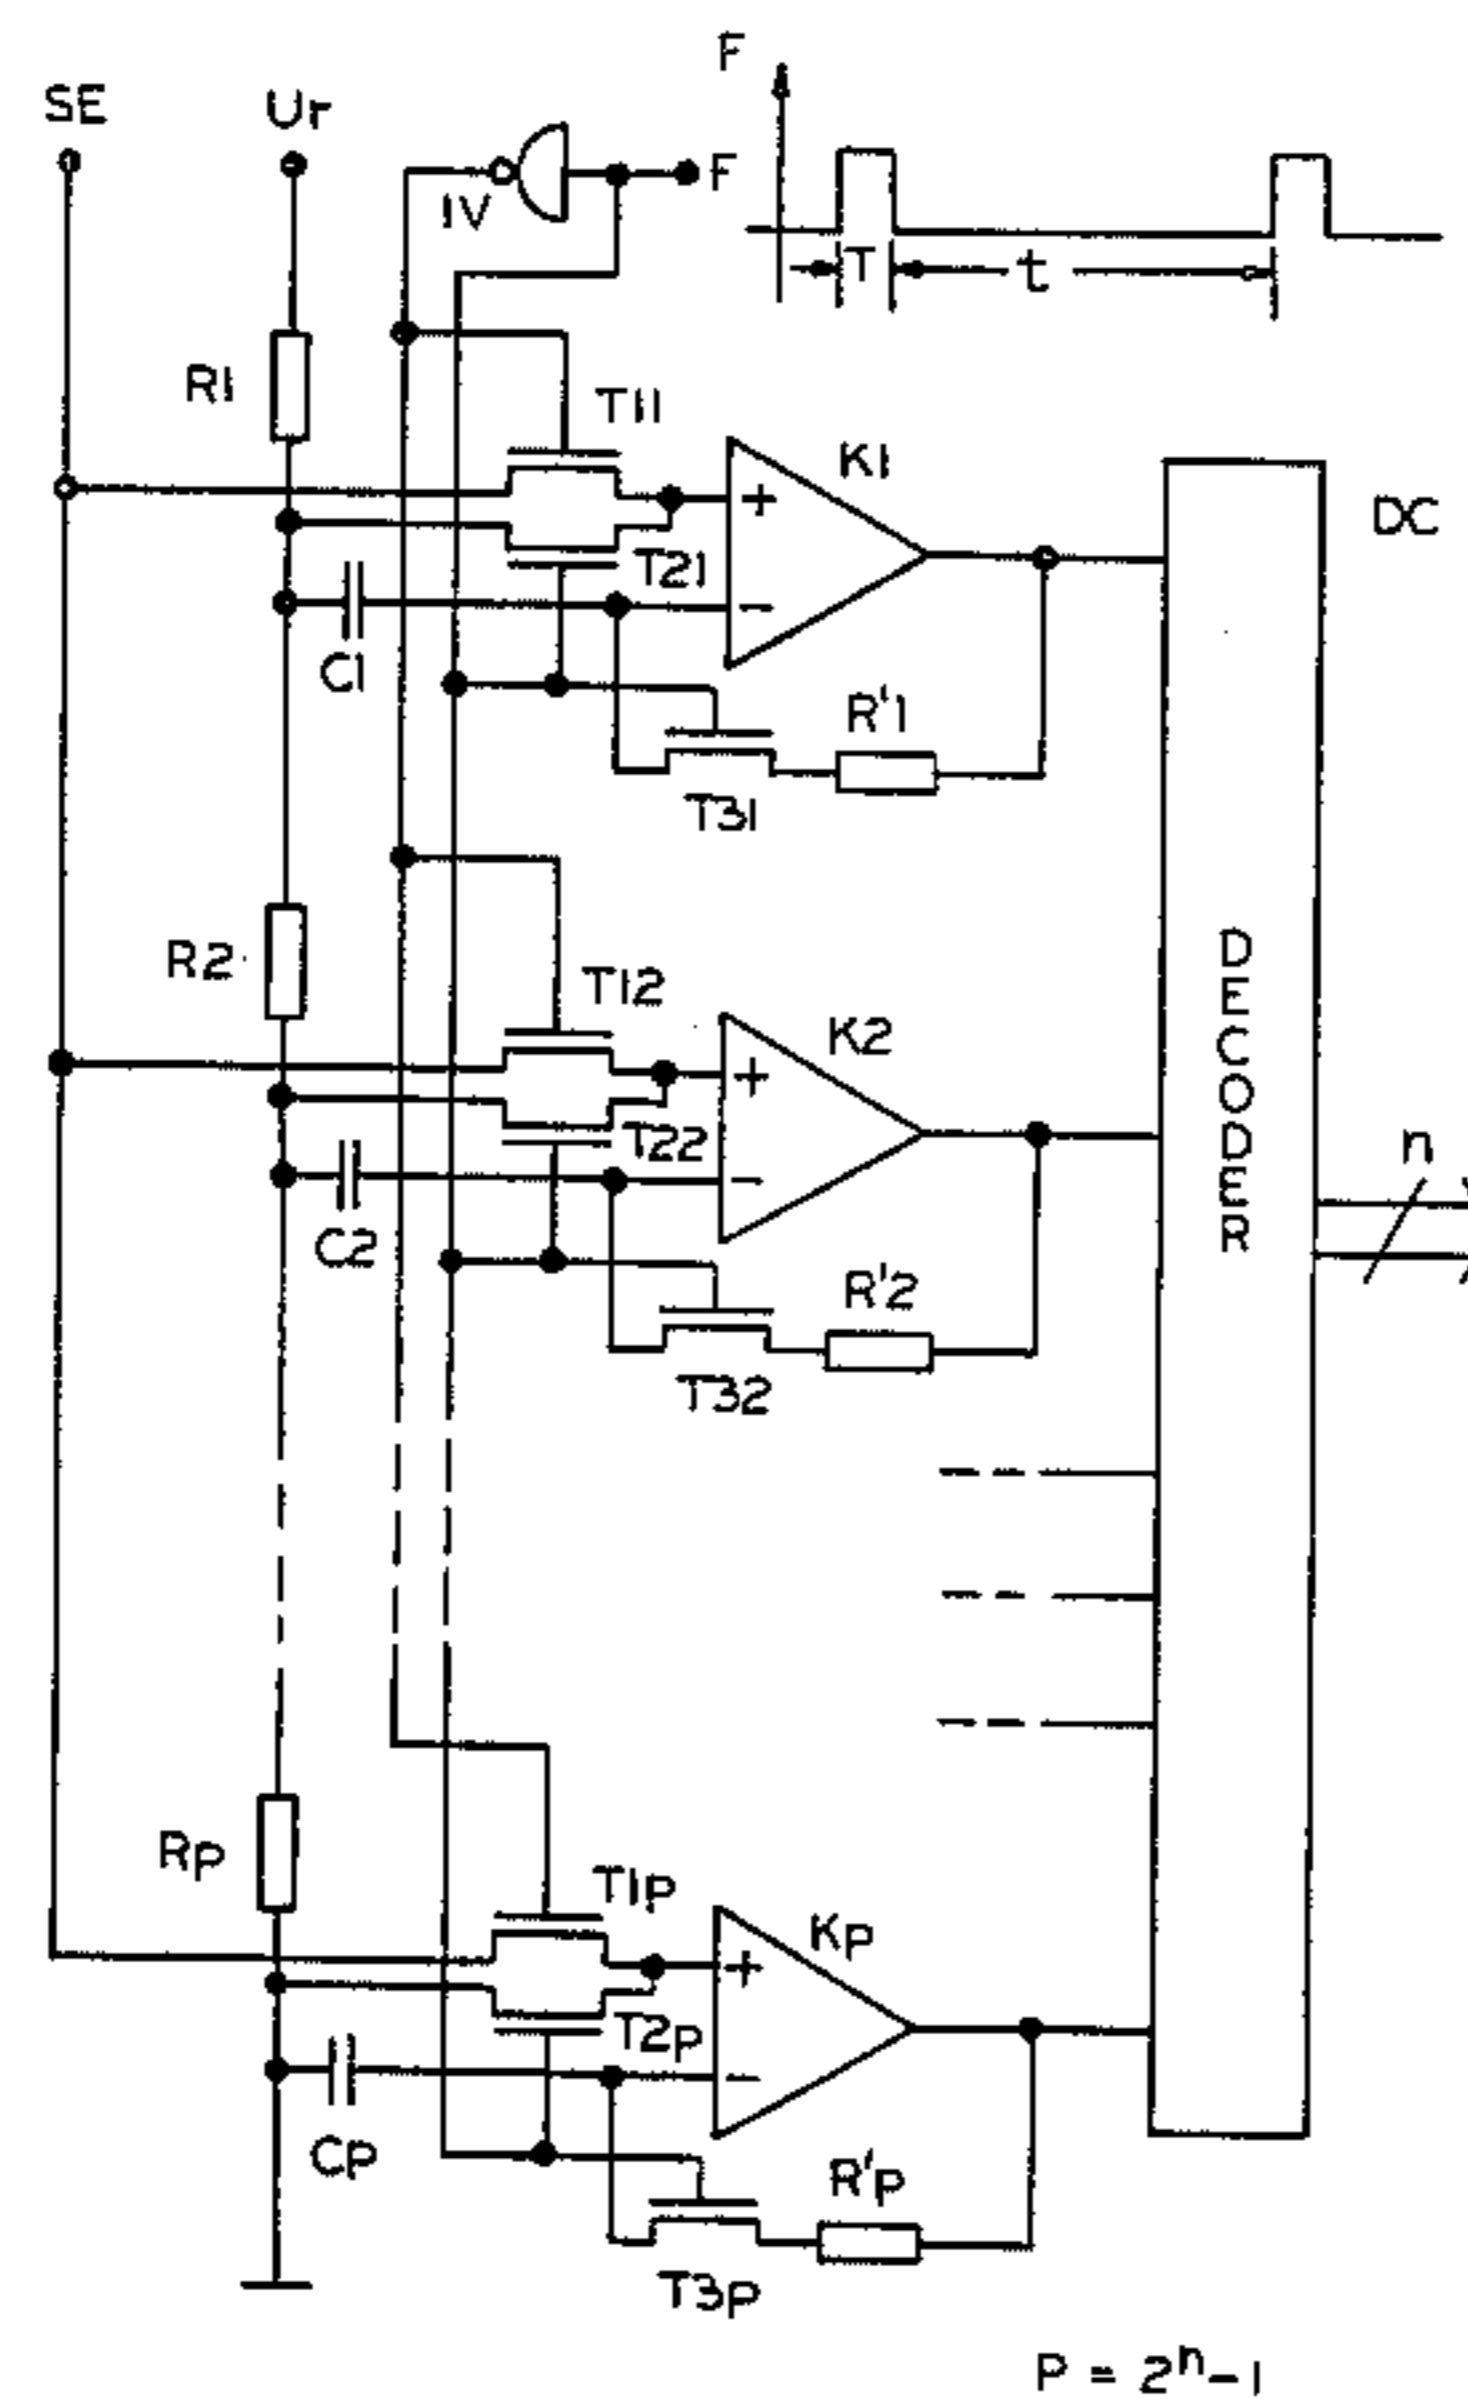 SE
Ur
F
IV
F
T
t
R1
T11
K1
+
DC
T21
−
C1
R'1
T31
R2
T12
K2
+
T22
−
C2
R'2
T32
DECODER
n
RP
T1P
KP
+
T2P
−
CP
R'P
T3P
P = 2ⁿ-1